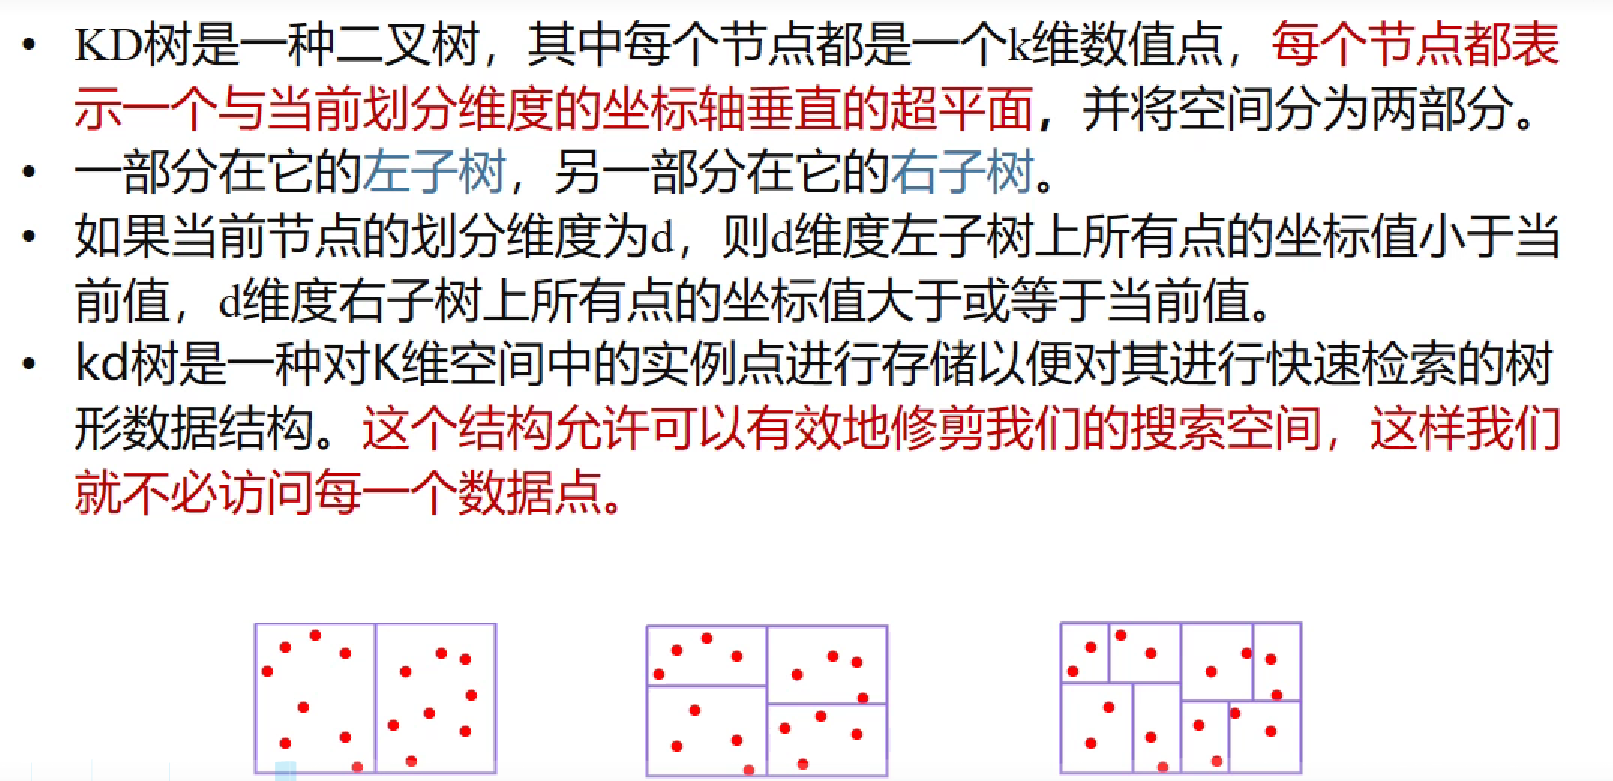 • KD树是一种二叉树，其中每个节点都是一个k维数值点，每个节点都表
示一个与当前划分维度的坐标轴垂直的超平面，并将空间分为两部分。
• 一部分在它的左子树，另一部分在它的右子树。
• 如果当前节点的划分维度为d，则d维度左子树上所有点的坐标值小于当
前值，d维度右子树上所有点的坐标值大于或等于当前值。
• kd树是一种对K维空间中的实例点进行存储以便对其进行快速检索的树
形数据结构。这个结构允许可以有效地修剪我们的搜索空间，这样我们
就不必访问每一个数据点。